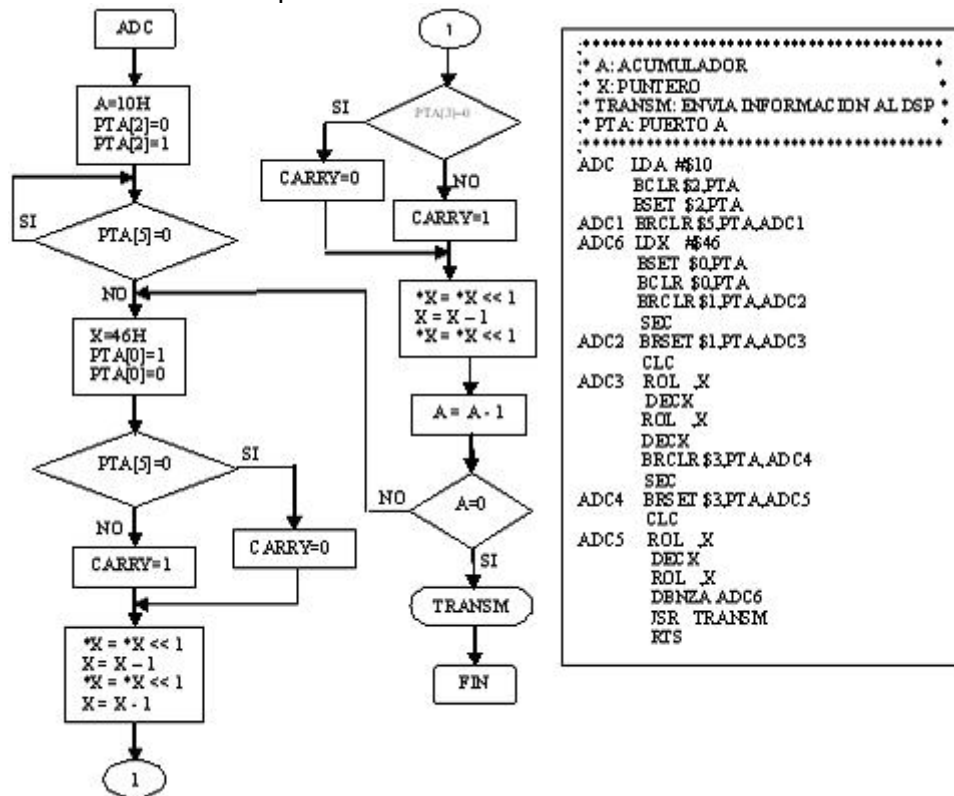 ADC
A=10H
PTA[2]=0
PTA[2]=1
SI
PTA[5]=0
NO
X=46H
PTA[0]=1
PTA[0]=0
PTA[5]=0
SI
NO
CARRY=0
CARRY=1
*X = *X << 1
X = X – 1
*X = *X << 1
X = X - 1
1
1
SI
PTA[3]=0
CARRY=0
NO
CARRY=1
*X = *X << 1
X = X – 1
*X = *X << 1
A = A - 1
NO
A=0
SI
TRANSM
FIN
;****************************************
;* A: ACUMULADOR *
;* X: PUNTERO *
;* TRANSM: ENVIA INFORMACION AL DSP *
;* PTA: PUERTO A *
;****************************************
ADC LDA #$10
BCLR $2,PTA
BSET $2,PTA
ADC1 BRCLR $5,PTA,ADC1
ADC6 LDX #$46
BSET $0,PTA
BCLR $0,PTA
BRCLR $1,PTA,ADC2
SEC
ADC2 BRSET $1,PTA,ADC3
CLC
ADC3 ROL ,X
DECX
ROL ,X
DECX
BRCLR $3,PTA,ADC4
SEC
ADC4 BRSET $3,PTA,ADC5
CLC
ADC5 ROL ,X
DECX
ROL ,X
DBNZA ADC6
JSR TRANSM
RTS